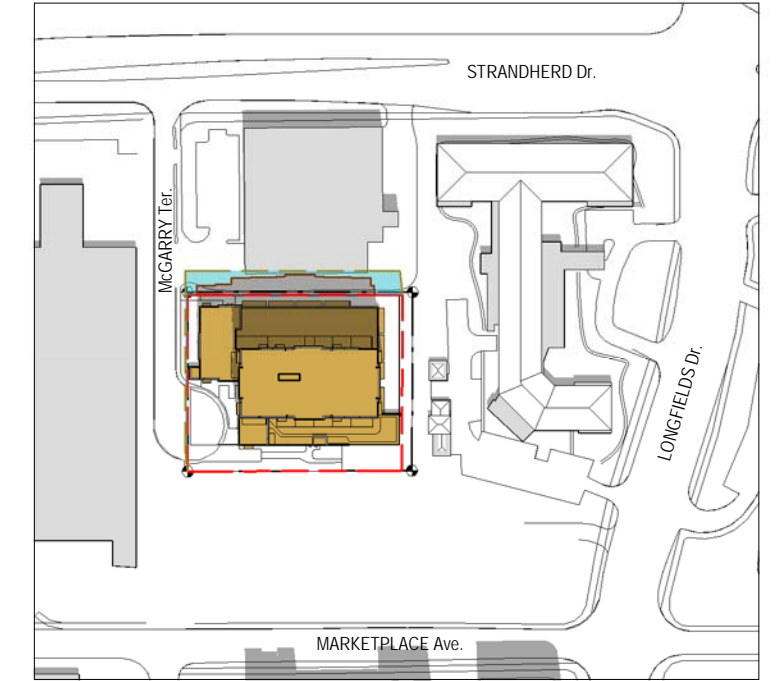 STRANDHERD Dr.
McGARRY Ter.
LONGFIELDS Dr.
MARKETPLACE Ave.